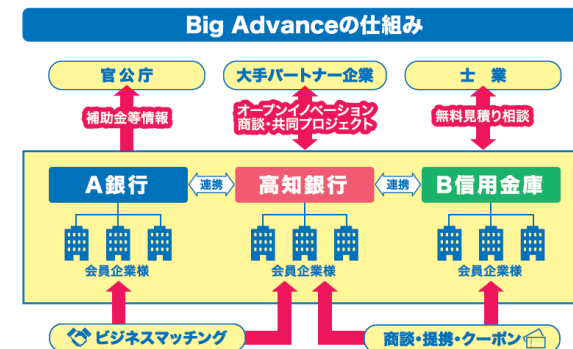 Big Advanceの仕組み
官公庁
大手パートナー企業
士業
補助金等情報
オープンイノベーション
商談・共同プロジェクト
無料見積り相談
A銀行
連携
高知銀行
連携
B信用金庫
会員企業様
会員企業様
会員企業様
ビジネスマッチング
商談・提携・クーポン